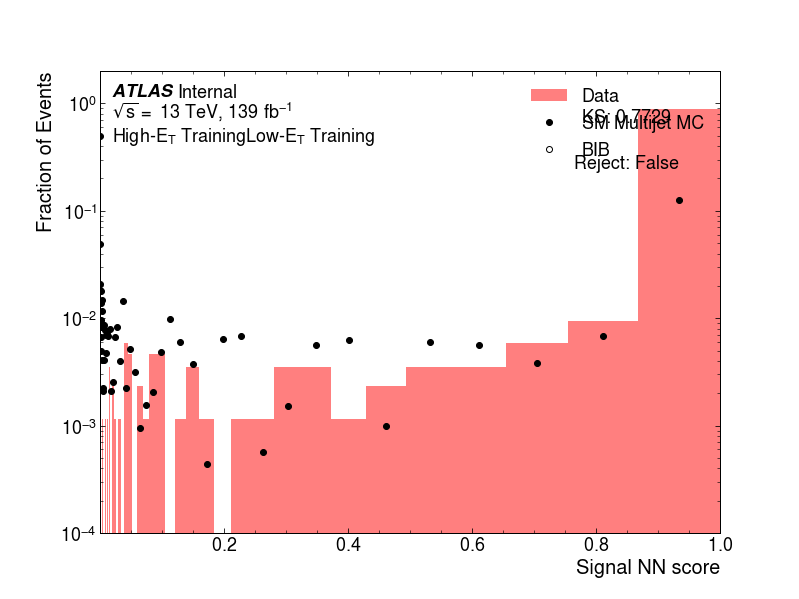 ATLAS Internal
√s = 13 TeV, 139 fb⁻¹
High-E_T TrainingLow-E_T Training
Data
KS: 0.7729
SM Multijet MC
BIB
Reject: False
Fraction of Events
10⁰
10⁻¹
10⁻²
10⁻³
10⁻⁴
0.2 0.4 0.6 0.8 1.0
Signal NN score